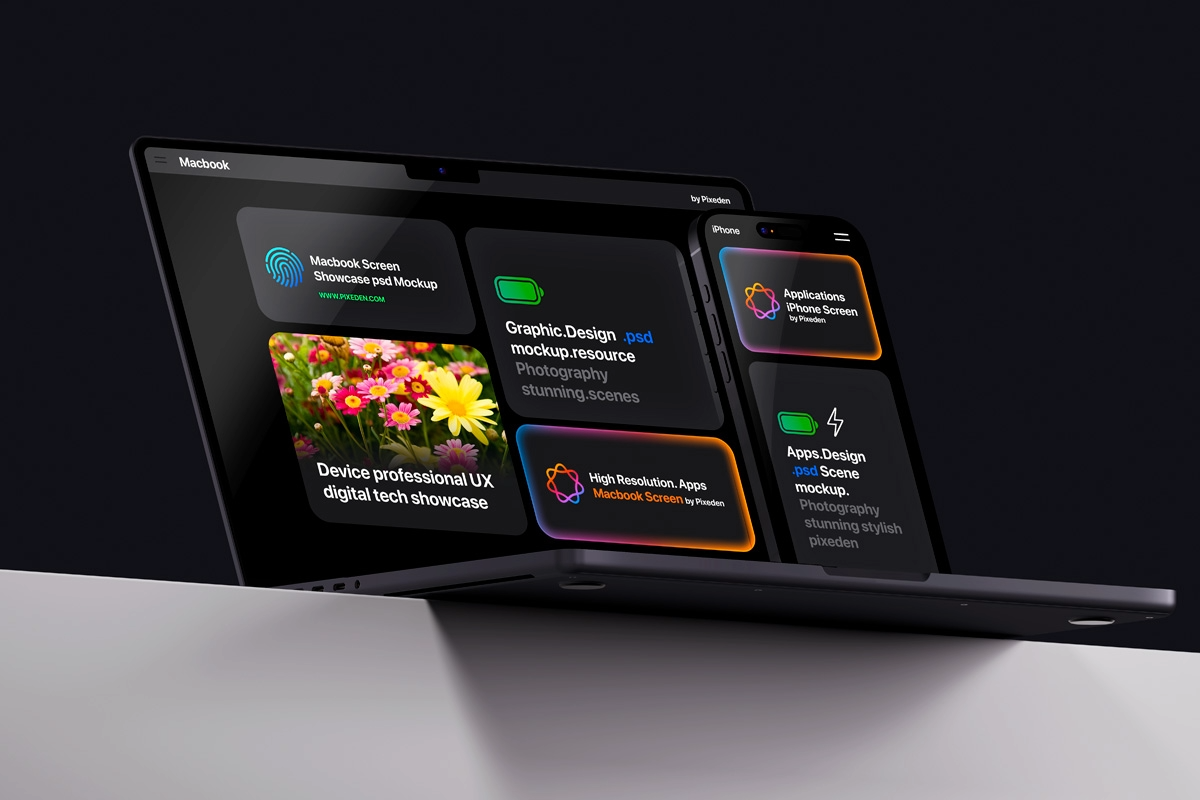 Macbook
by Pixeden
Macbook Screen
Showcase psd Mockup
WWW.PIXEDEN.COM
Graphic.Design .psd
mockup.resource
Photography
stunning.scenes
Device professional UX
digital tech showcase
High Resolution. Apps
Macbook Screen by Pixeden
iPhone
Applications
iPhone Screen
by Pixeden
Apps.Design
.psd Scene
mockup.
Photography
stunning stylish
pixeden